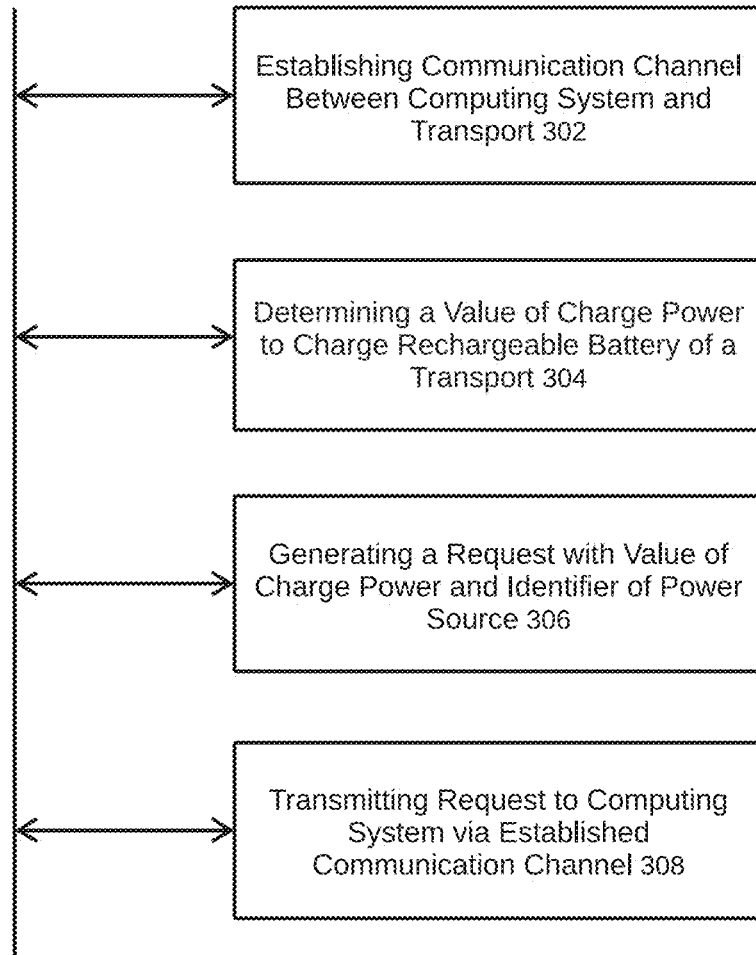 Establishing Communication Channel
Between Computing System and
Transport 302
Determining a Value of Charge Power
to Charge Rechargeable Battery of a
Transport 304
Generating a Request with Value of
Charge Power and Identifier of Power
Source 306
Transmitting Request to Computing
System via Established
Communication Channel 308